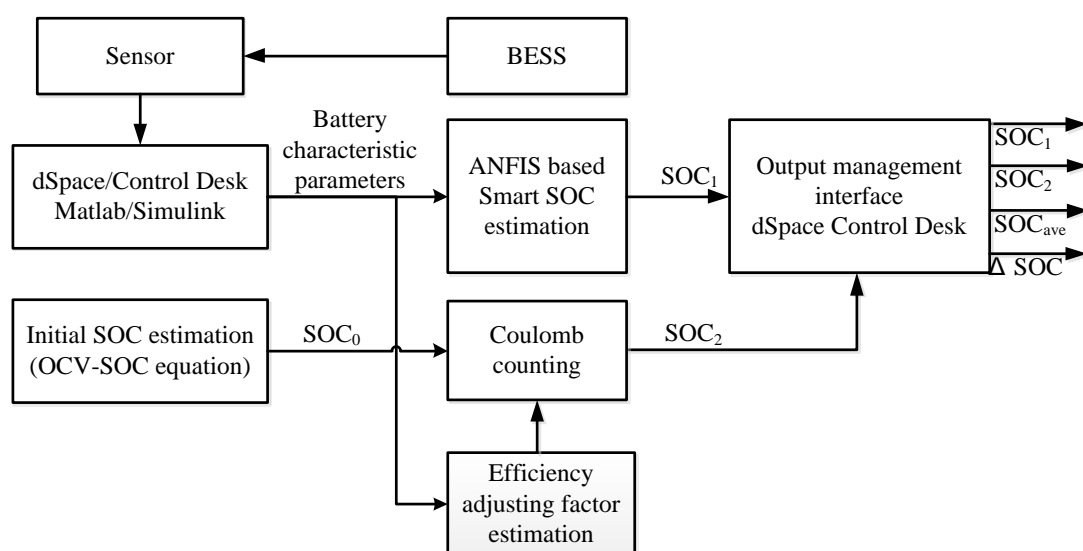 Sensor
BESS
dSpace/Control Desk
Matlab/Simulink
Battery
characteristic
parameters
ANFIS based
Smart SOC
estimation
SOC₁
Output management
interface
dSpace Control Desk
SOC₁
SOC₂
SOCₐᵥₑ
Δ SOC
Initial SOC estimation
(OCV-SOC equation)
SOC₀
Coulomb
counting
SOC₂
Efficiency
adjusting factor
estimation